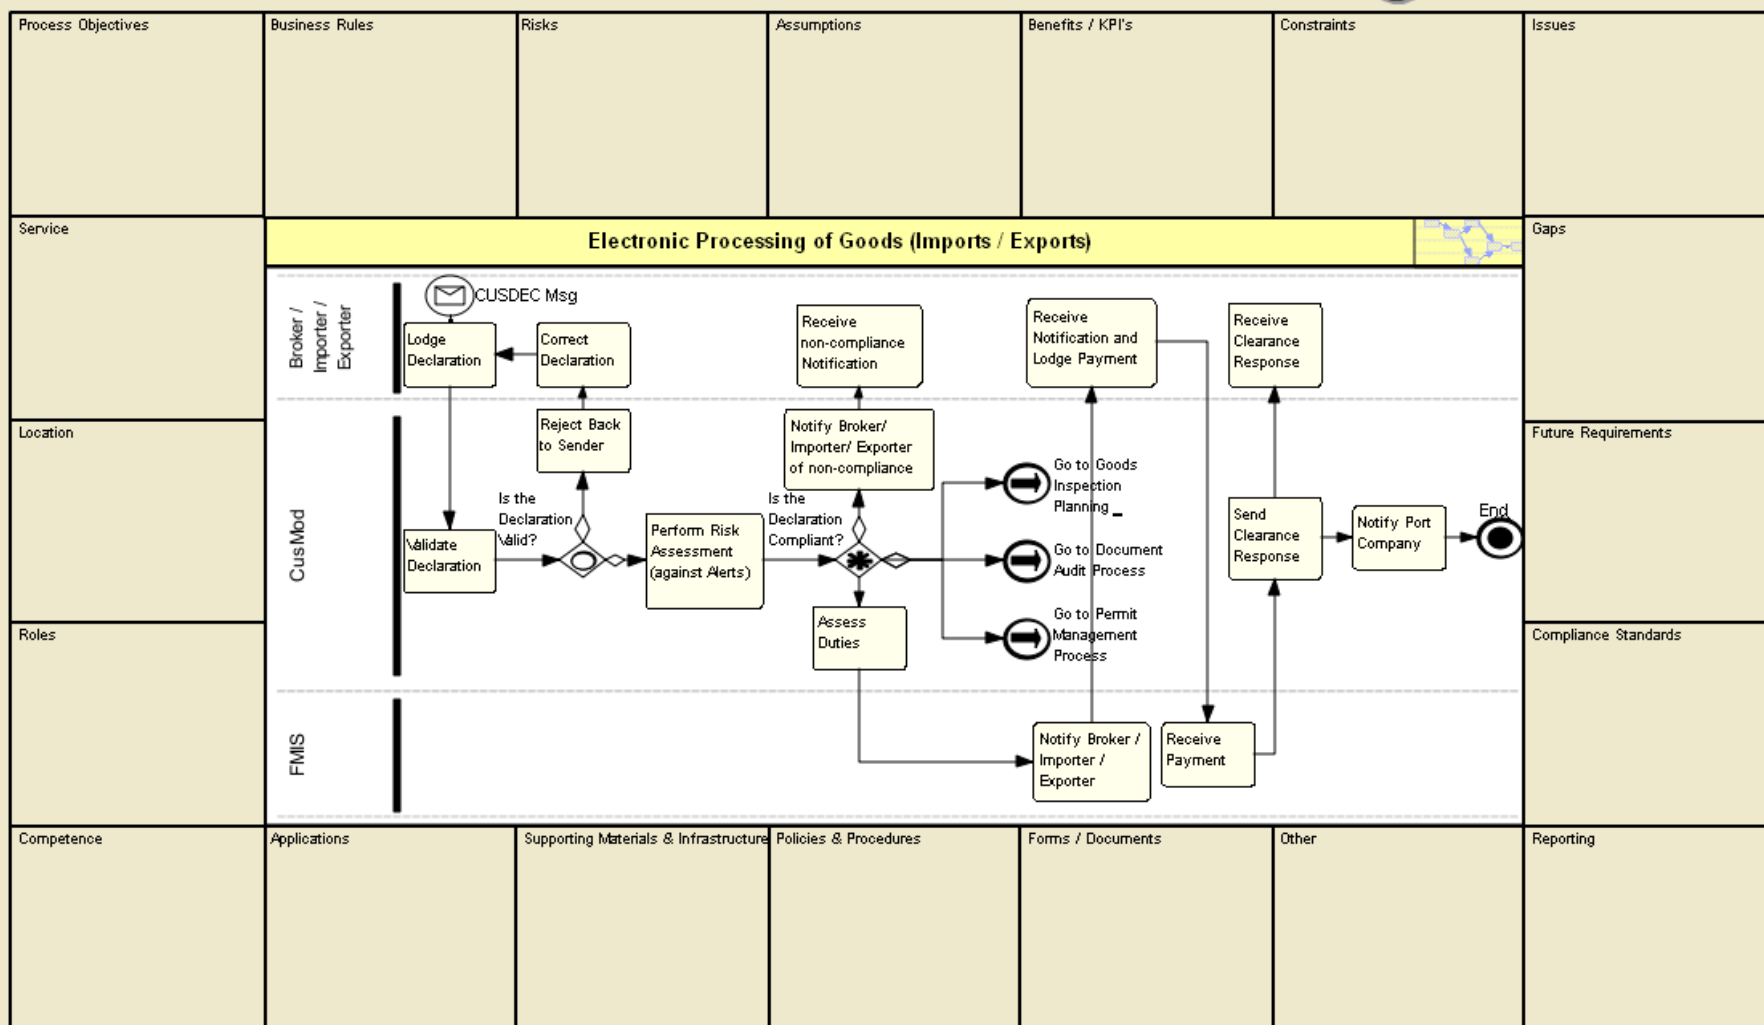 Process Objectives
Business Rules
Risks
Assumptions
Benefits / KPI's
Constraints
Issues
Service
Electronic Processing of Goods (Imports / Exports)
Gaps
Broker /
Importer /
Exporter
CUSDEC Msg
Lodge
Declaration
Correct
Declaration
Receive
non-compliance
Notification
Receive
Notification and
Lodge Payment
Receive
Clearance
Response
Location
Future Requirements
CusMod
Reject Back
to Sender
Notify Broker/
Importer/ Exporter
of non-compliance
Go to Goods
Inspection
Planning _
Is the
Declaration
Valid?
Is the
Declaration
Compliant?
Validate
Declaration
Perform Risk
Assessment
(against Alerts)
Go to Document
Audit Process
Send
Clearance
Response
Notify Port
Company
End
Assess
Duties
Go to Permit
Management
Process
Roles
Compliance Standards
FMIS
Notify Broker /
Importer /
Exporter
Receive
Payment
Competence
Applications
Supporting Materials & Infrastructure
Policies & Procedures
Forms / Documents
Other
Reporting